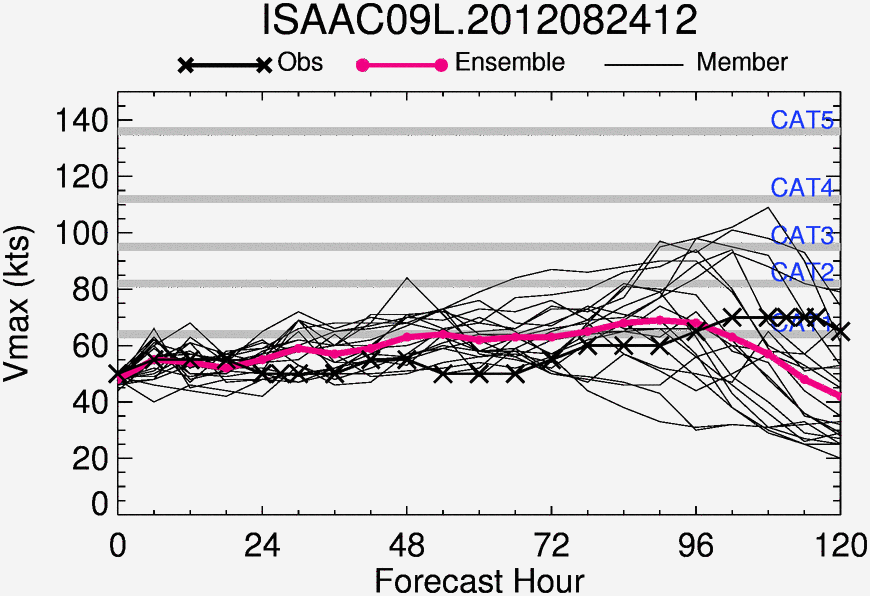 ISAAC09L.2012082412
Obs Ensemble Member
140
120
100
80
60
40
20
0
Vmax (kts)
CAT5
CAT4
CAT3
CAT2
CAT1
0 24 48 72 96 120
Forecast Hour